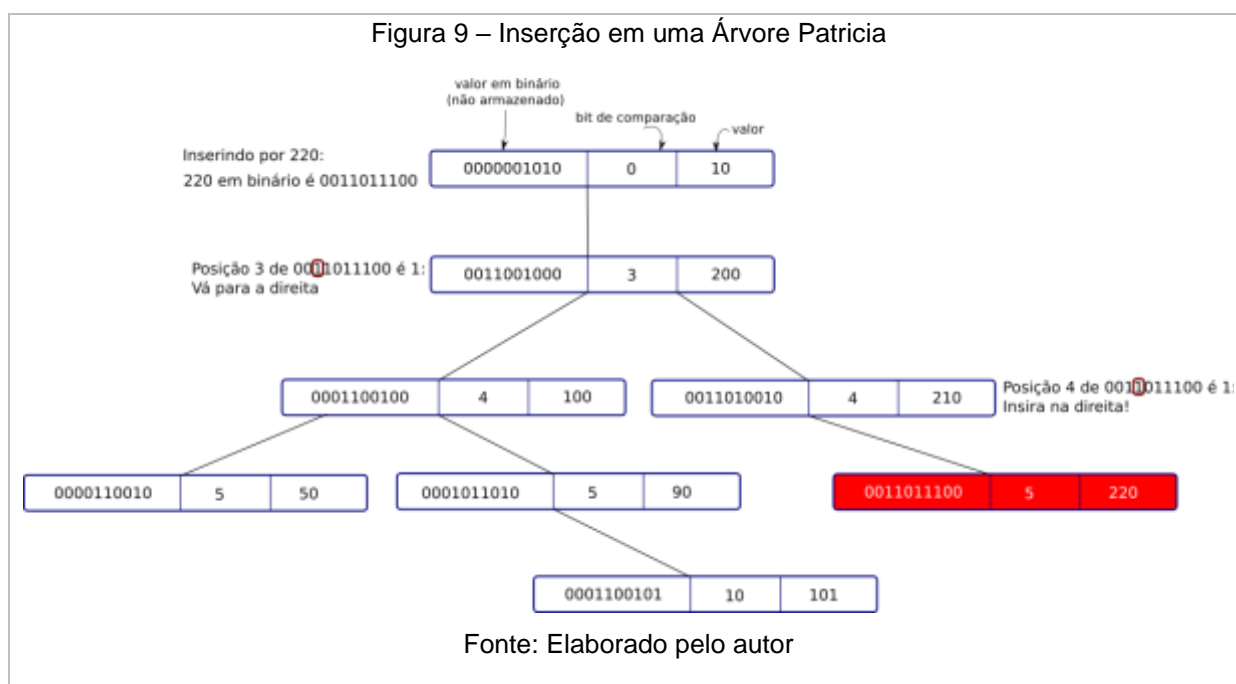 Figura 9 – Inserção em uma Árvore Patricia
valor em binário
(não armazenado)
bit de comparação
valor
Inserindo por 220:
220 em binário é 0011011100
0000001010 0 10
Posição 3 de 0011011100 é 1:
Vá para a direita
0011001000 3 200
0001100100 4 100
0011010010 4 210
Posição 4 de 0011011100 é 1:
Insira na direita!
0000110010 5 50
0001011010 5 90
0011011100 5 220
0001100101 10 101
Fonte: Elaborado pelo autor